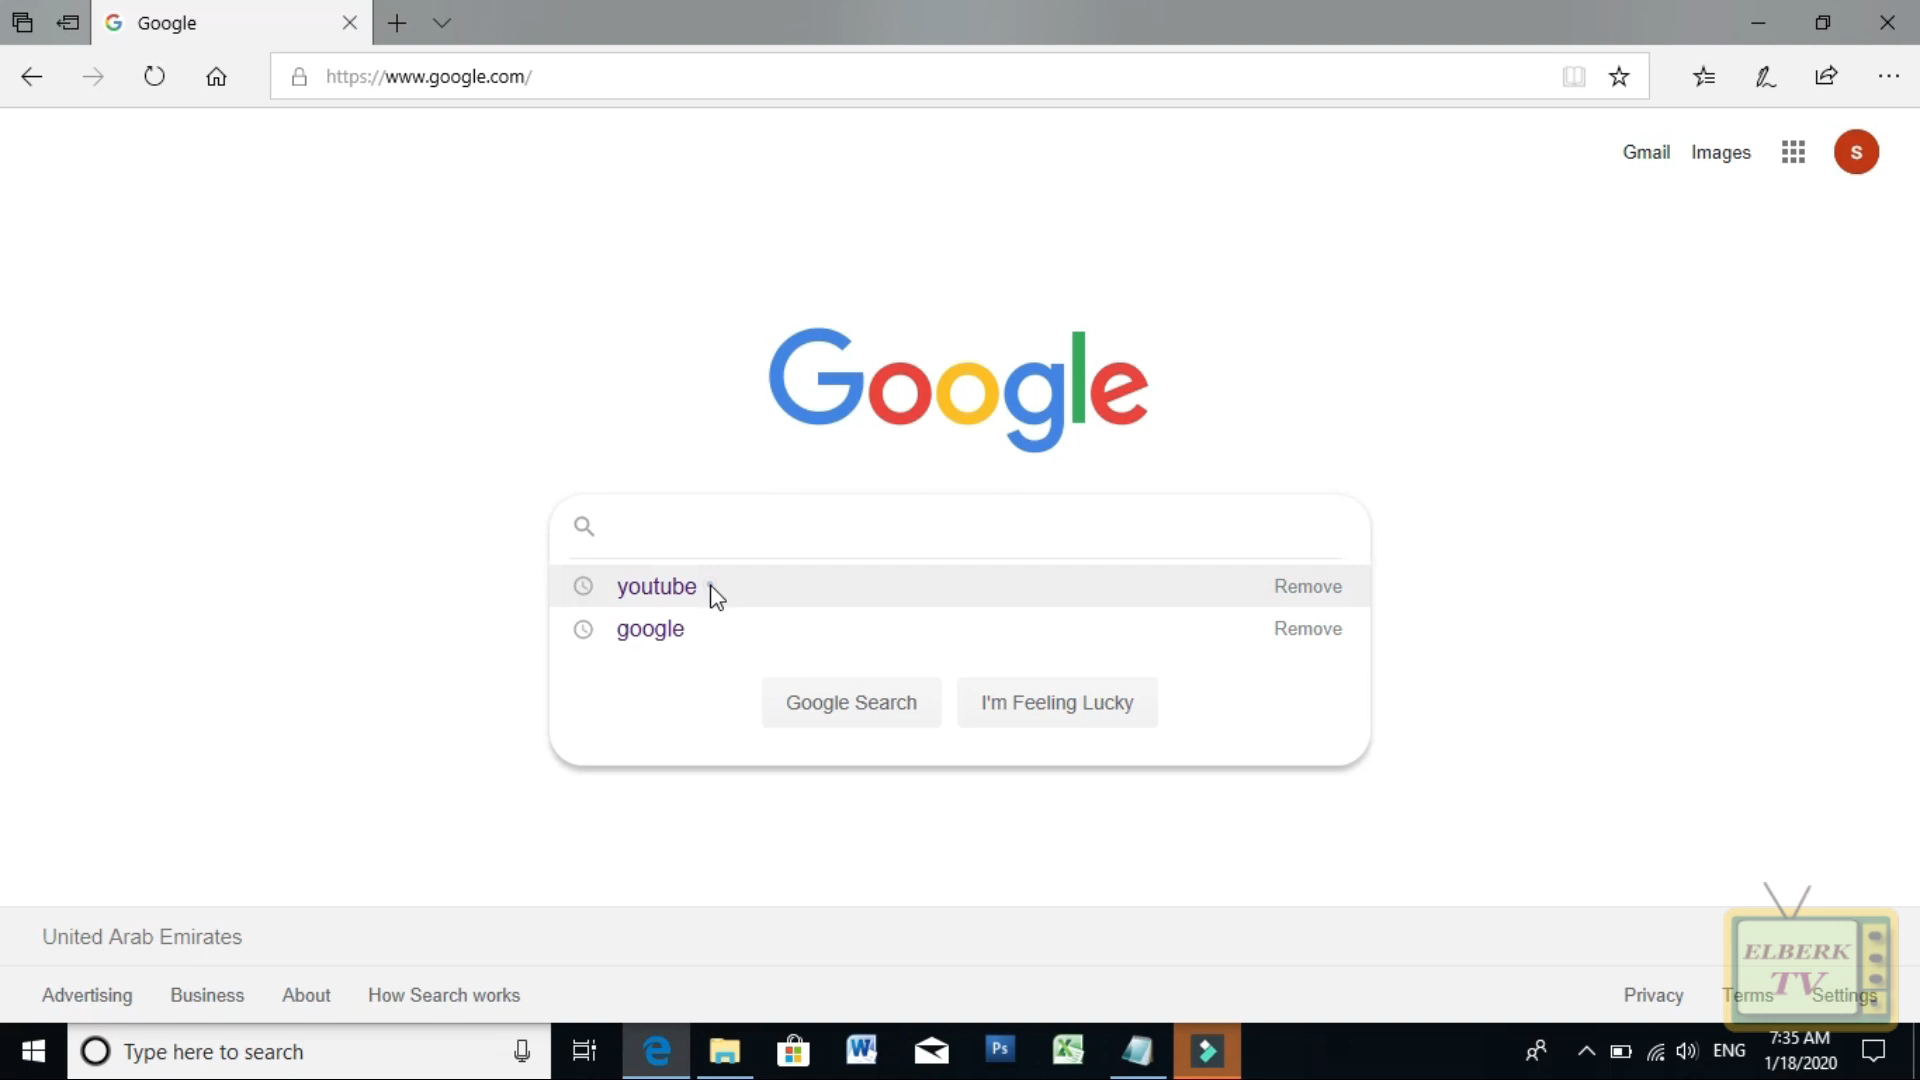 Google
https://www.google.com/
Gmail Images S
Google
youtube Remove
google Remove
Google Search I'm Feeling Lucky
United Arab Emirates
ELBERK
TV
Advertising Business About How Search works Privacy Terms Settings
Type here to search Ps ENG 7:35 AM
1/18/2020